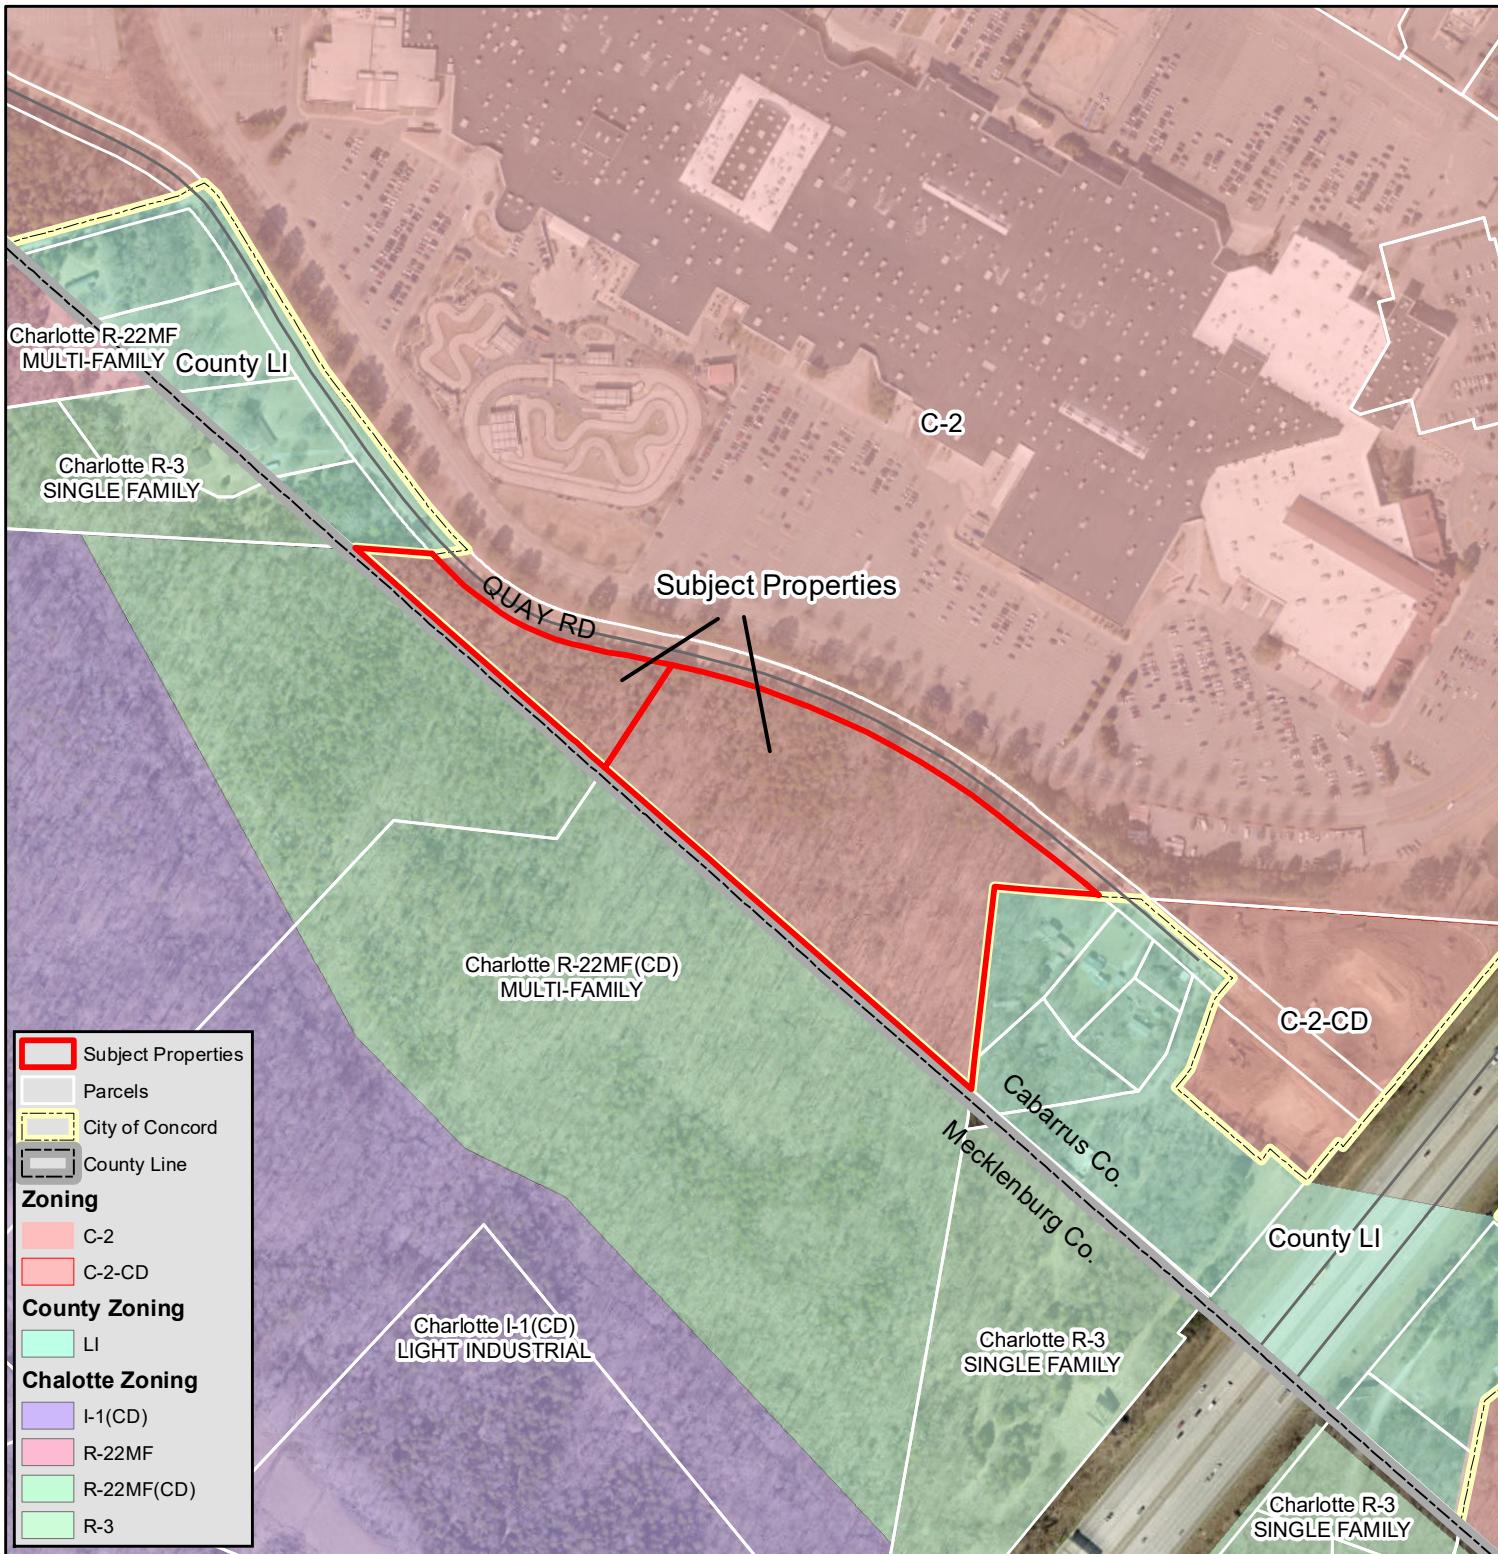 Charlotte R-22MF
MULTI-FAMILY
County LI
Charlotte R-3
SINGLE FAMILY
C-2
Subject Properties
QUAY RD
Charlotte R-22MF(CD)
MULTI-FAMILY
C-2-CD
Cabarrus Co.
Mecklenburg Co.
County LI
Charlotte I-1(CD)
LIGHT INDUSTRIAL
Charlotte R-3
SINGLE FAMILY
Charlotte R-3
SINGLE FAMILY
Subject Properties
Parcels
City of Concord
County Line
Zoning
C-2
C-2-CD
County Zoning
LI
Chalotte Zoning
I-1(CD)
R-22MF
R-22MF(CD)
R-3